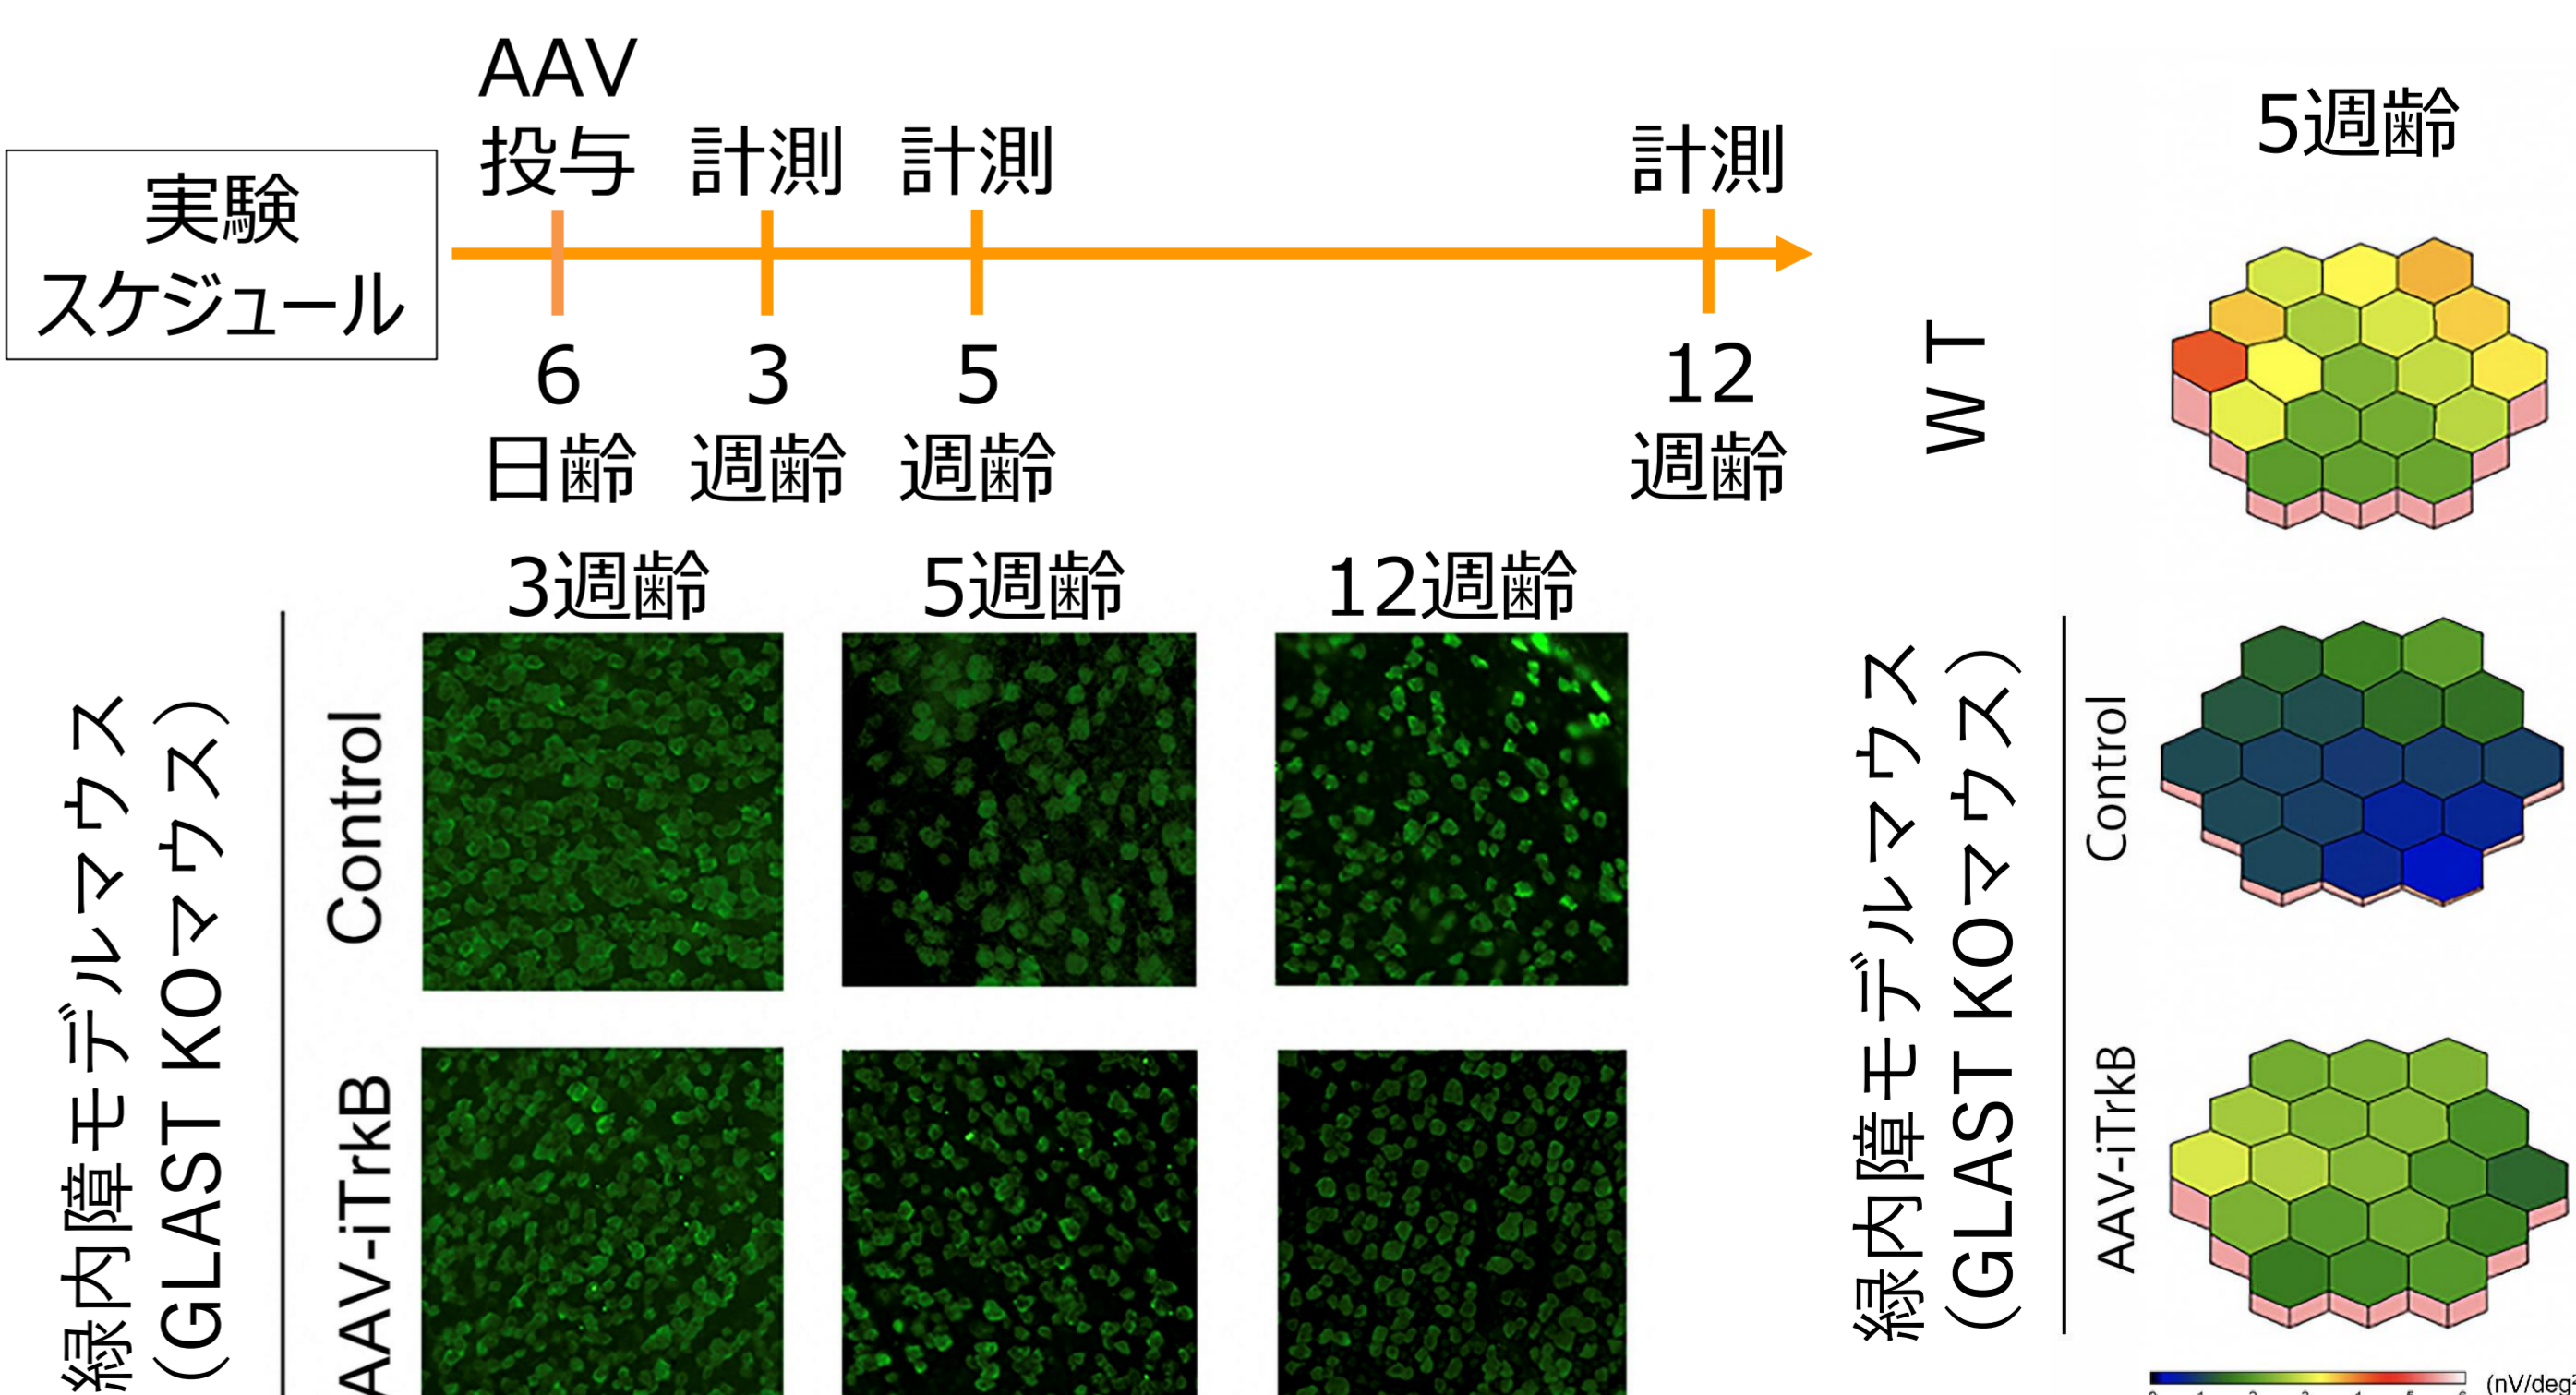 実験
スケジュール
AAV
投与
計測
計測
計測
6
日齢
3
週齢
5
週齢
12
週齢
3週齢
5週齢
12週齢
緑内障モデルマウス
(GLAST KOマウス)
Control
AAV-iTrkB
5週齢
WT
緑内障モデルマウス
(GLAST KOマウス)
Control
AAV-iTrkB